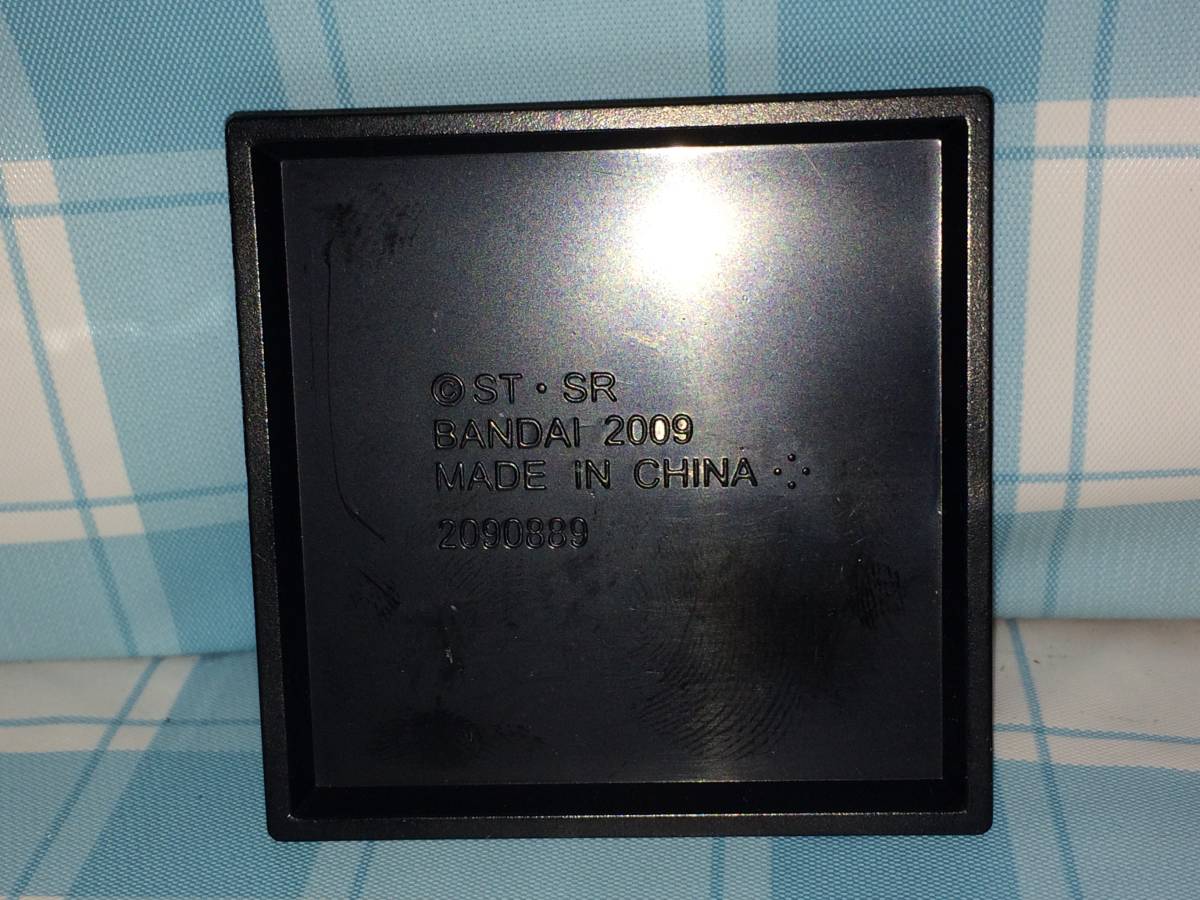 ©ST・SR
BANDAI 2009
MADE iN CHINA
2090889